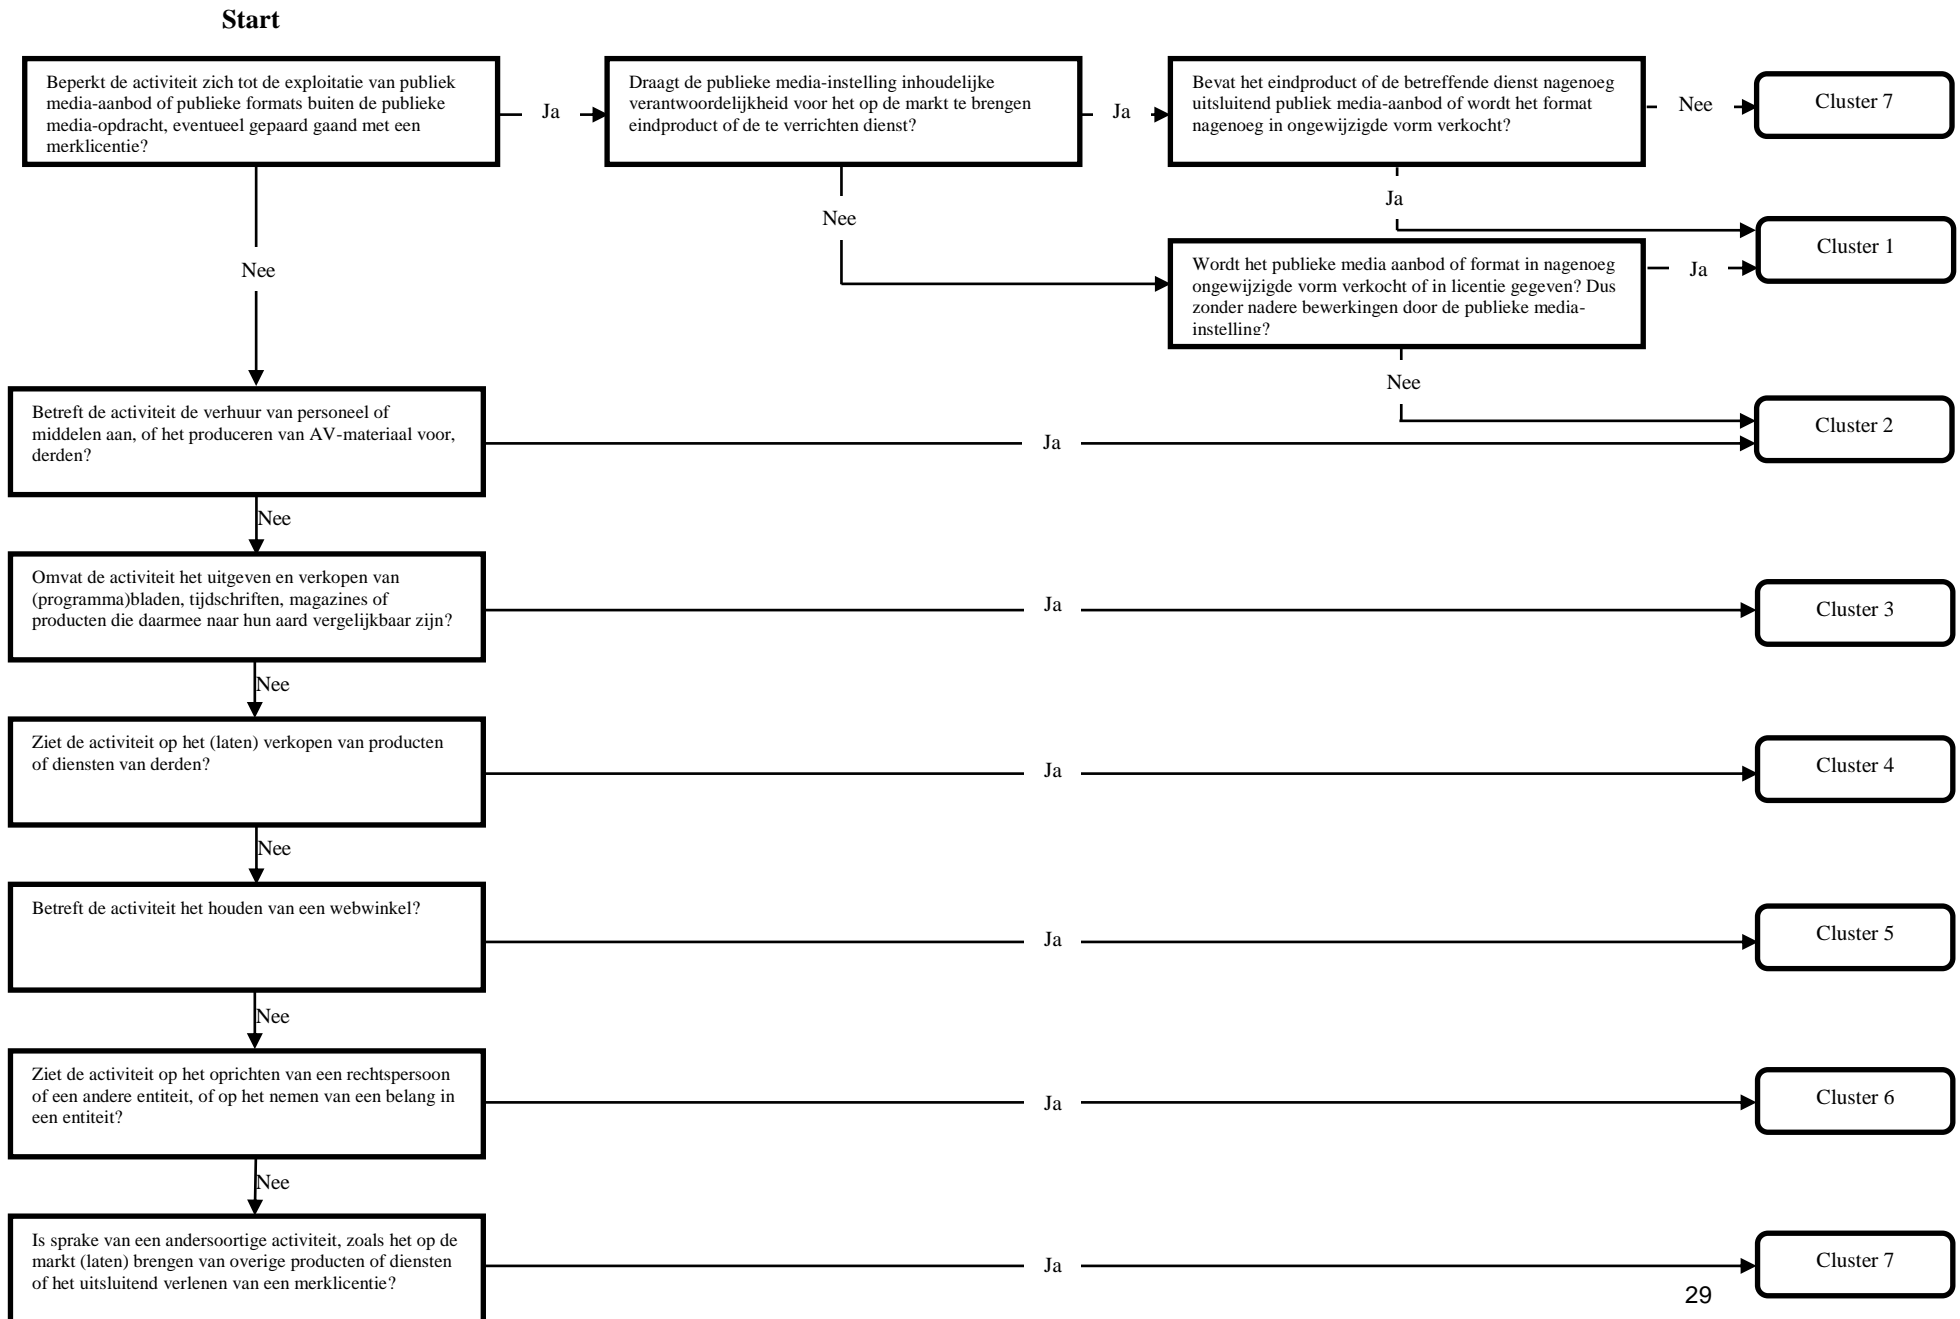 Start
Beperkt de activiteit zich tot de exploitatie van publiek
media-aanbod of publieke formats buiten de publieke
media-opdracht, eventueel gepaard gaand met een
merklicentie?
Ja
Draagt de publieke media-instelling inhoudelijke
verantwoordelijkheid voor het op de markt te brengen
eindproduct of de te verrichten dienst?
Ja
Bevat het eindproduct of de betreffende dienst nagenoeg
uitsluitend publiek media-aanbod of wordt het format
nagenoeg in ongewijzigde vorm verkocht?
Nee
Cluster 7
Ja
Nee
Cluster 1
Nee
Wordt het publieke media aanbod of format in nagenoeg
ongewijzigde vorm verkocht of in licentie gegeven? Dus
zonder nadere bewerkingen door de publieke media-
instelling?
Ja
Nee
Betreft de activiteit de verhuur van personeel of
middelen aan, of het produceren van AV-materiaal voor,
derden?
Ja
Cluster 2
Nee
Omvat de activiteit het uitgeven en verkopen van
(programma)bladen, tijdschriften, magazines of
producten die daarmee naar hun aard vergelijkbaar zijn?
Ja
Cluster 3
Nee
Ziet de activiteit op het (laten) verkopen van producten
of diensten van derden?
Ja
Cluster 4
Nee
Betreft de activiteit het houden van een webwinkel?
Ja
Cluster 5
Nee
Ziet de activiteit op het oprichten van een rechtspersoon
of een andere entiteit, of op het nemen van een belang in
een entiteit?
Ja
Cluster 6
Nee
Is sprake van een andersoortige activiteit, zoals het op de
markt (laten) brengen van overige producten of diensten
of het uitsluitend verlenen van een merklicentie?
Ja
Cluster 7
29